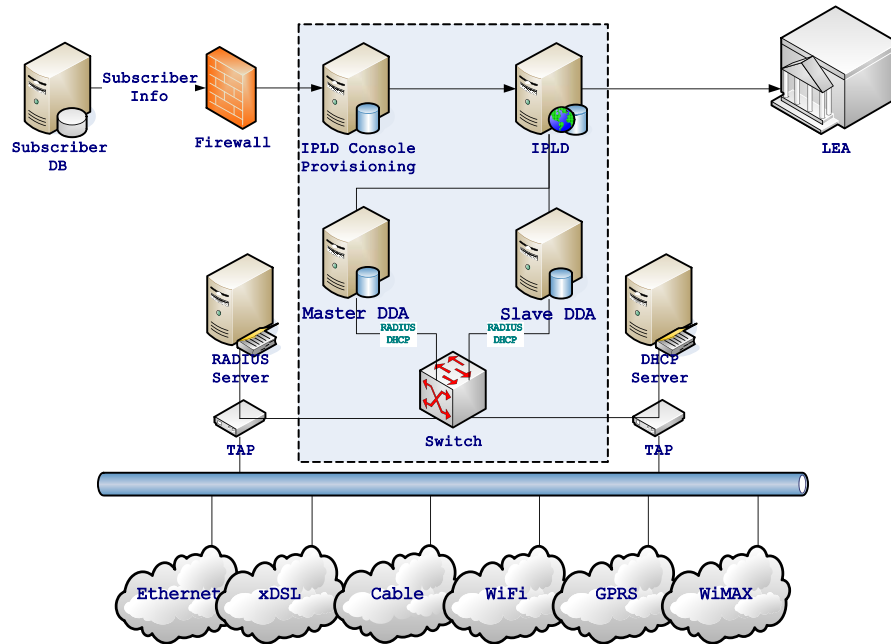 Subscriber
Info
Subscriber
DB
Firewall
IPLD Console
Provisioning
IPLD
LEA
Master DDA
Slave DDA
RADIUS
DHCP
RADIUS
DHCP
RADIUS
Server
DHCP
Server
Switch
TAP
TAP
Ethernet
xDSL
Cable
WiFi
GPRS
WiMAX